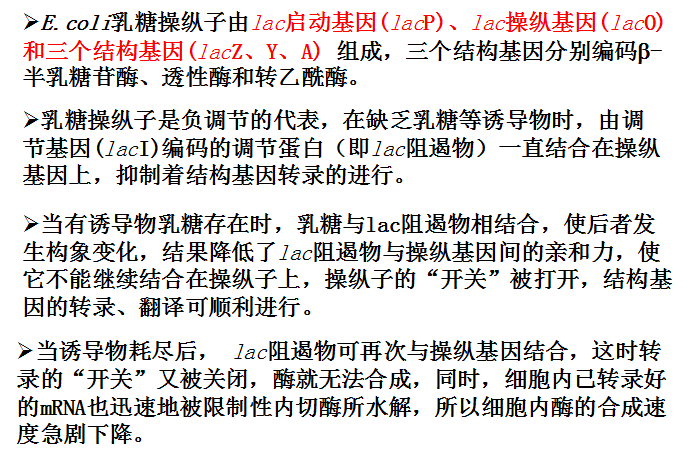 ➢E.coli乳糖操纵子由lac启动基因(lacP)、lac操纵基因(lacO)
和三个结构基因(lacZ、Y、A) 组成，三个结构基因分别编码β-
半乳糖苷酶、透性酶和转乙酰酶。
➢乳糖操纵子是负调节的代表，在缺乏乳糖等诱导物时，由调
节基因(lacI)编码的调节蛋白（即lac阻遏物）一直结合在操纵
基因上，抑制着结构基因转录的进行。
➢当有诱导物乳糖存在时，乳糖与lac阻遏物相结合，使后者发
生构象变化，结果降低了lac阻遏物与操纵基因间的亲和力，使
它不能继续结合在操纵子上，操纵子的“开关”被打开，结构基
因的转录、翻译可顺利进行。
➢当诱导物耗尽后， lac阻遏物可再次与操纵基因结合，这时转
录的“开关”又被关闭，酶就无法合成，同时，细胞内已转录好
的mRNA也迅速地被限制性内切酶所水解，所以细胞内酶的合成速
度急剧下降。